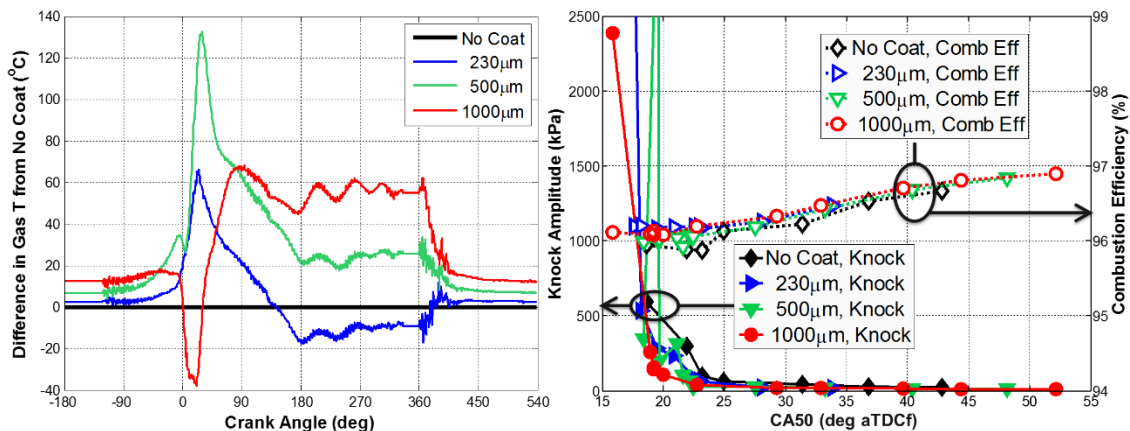 Difference in Gas T from No Coat (°C)
140
120
100
80
60
40
20
0
-20
-40
-180
-90
0
90
180
270
360
450
540
Crank Angle (deg)
No Coat
230μm
500μm
1000μm
Knock Amplitude (kPa)
2500
2000
1500
1000
500
0
15
20
25
30
35
40
45
50
55
CA50 (deg aTDCf)
99
98
97
96
95
94
Combustion Efficiency (%)
No Coat, Comb Eff
230μm, Comb Eff
500μm, Comb Eff
1000μm, Comb Eff
No Coat, Knock
230μm, Knock
500μm, Knock
1000μm, Knock